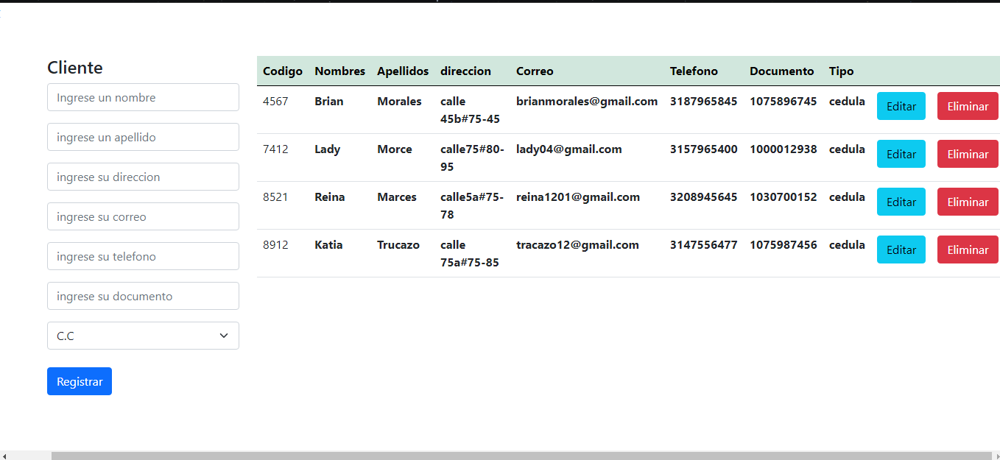 Cliente
Ingrese un nombre
ingrese un apellido
ingrese su direccion
ingrese su correo
ingrese su telefono
ingrese su documento
C.C
Registrar
Codigo Nombres Apellidos direccion Correo Telefono Documento Tipo
4567 Brian Morales calle brianmorales@gmail.com 3187965845 1075896745 cedula Editar Eliminar
45b#75-45
7412 Lady Morce calle75#80- lady04@gmail.com 3157965400 1000012938 cedula Editar Eliminar
95
8521 Reina Marces calle5a#75- reina1201@gmail.com 3208945645 1030700152 cedula Editar Eliminar
78
8912 Katia Trucazo calle tracazo12@gmail.com 3147556477 1075987456 cedula Editar Eliminar
75a#75-85